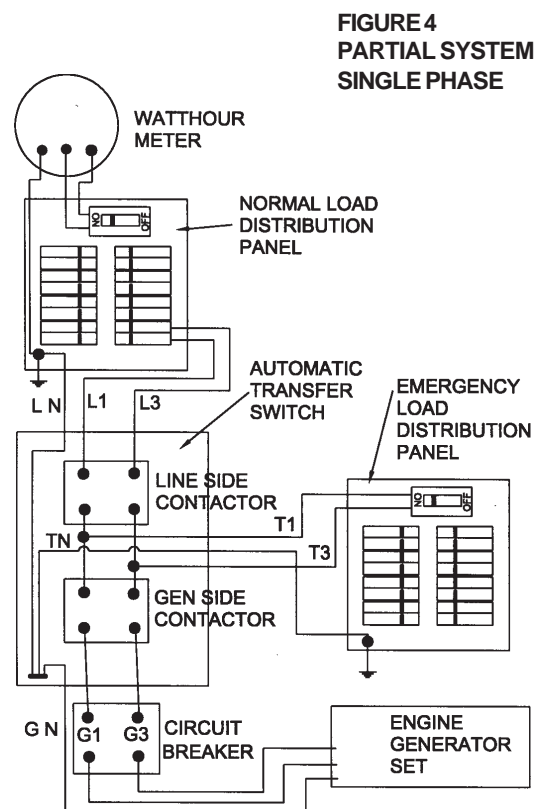 FIGURE 4
PARTIAL SYSTEM
SINGLE PHASE
WATTHOUR
METER
NORMAL LOAD
DISTRIBUTION
PANEL
NO
OFF
AUTOMATIC
TRANSFER
SWITCH
EMERGENCY
LOAD
DISTRIBUTION
PANEL
L N
L1
L3
LINE SIDE
CONTACTOR
NO
OFF
T1
TN
T3
GEN SIDE
CONTACTOR
G N
G1
G3
CIRCUIT
BREAKER
ENGINE
GENERATOR
SET